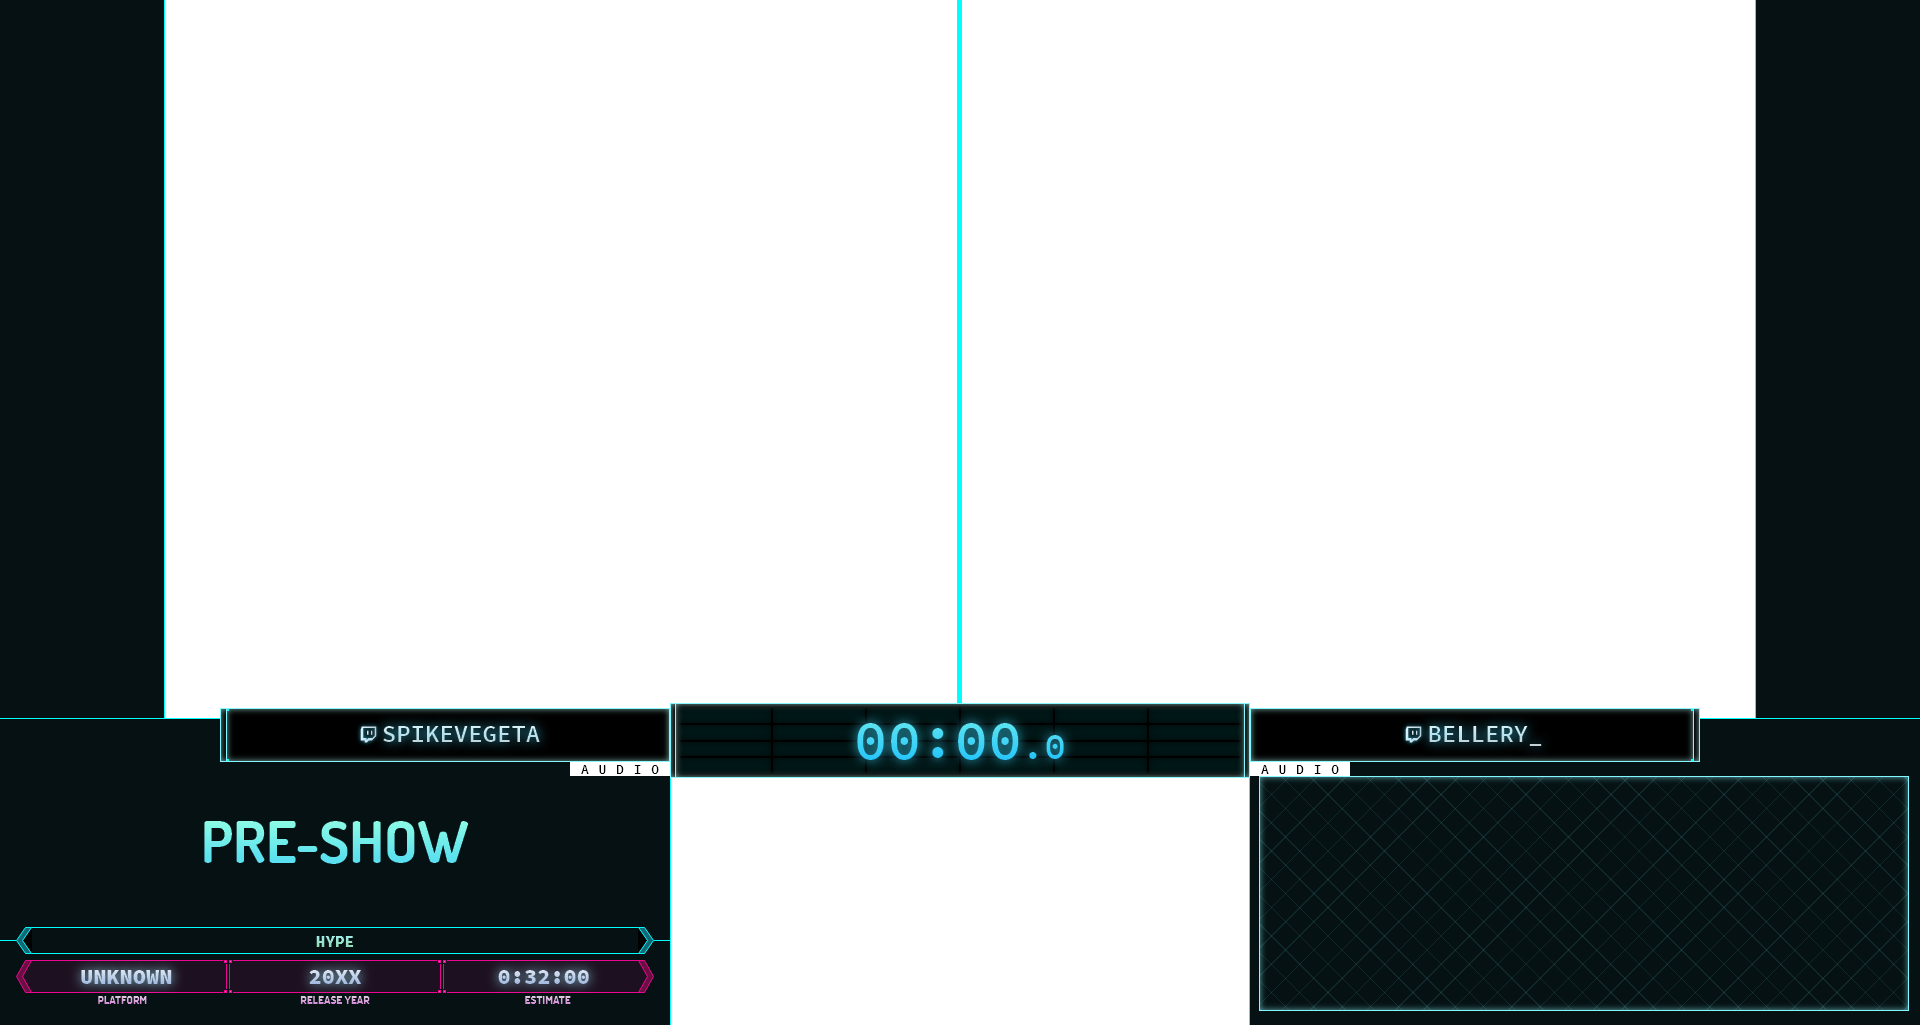 SPIKEVEGETA
00:00.0
BELLERY_
AUDIO
AUDIO
PRE-SHOW
HYPE
UNKNOWN
20XX
0:32:00
PLATFORM
RELEASE YEAR
ESTIMATE